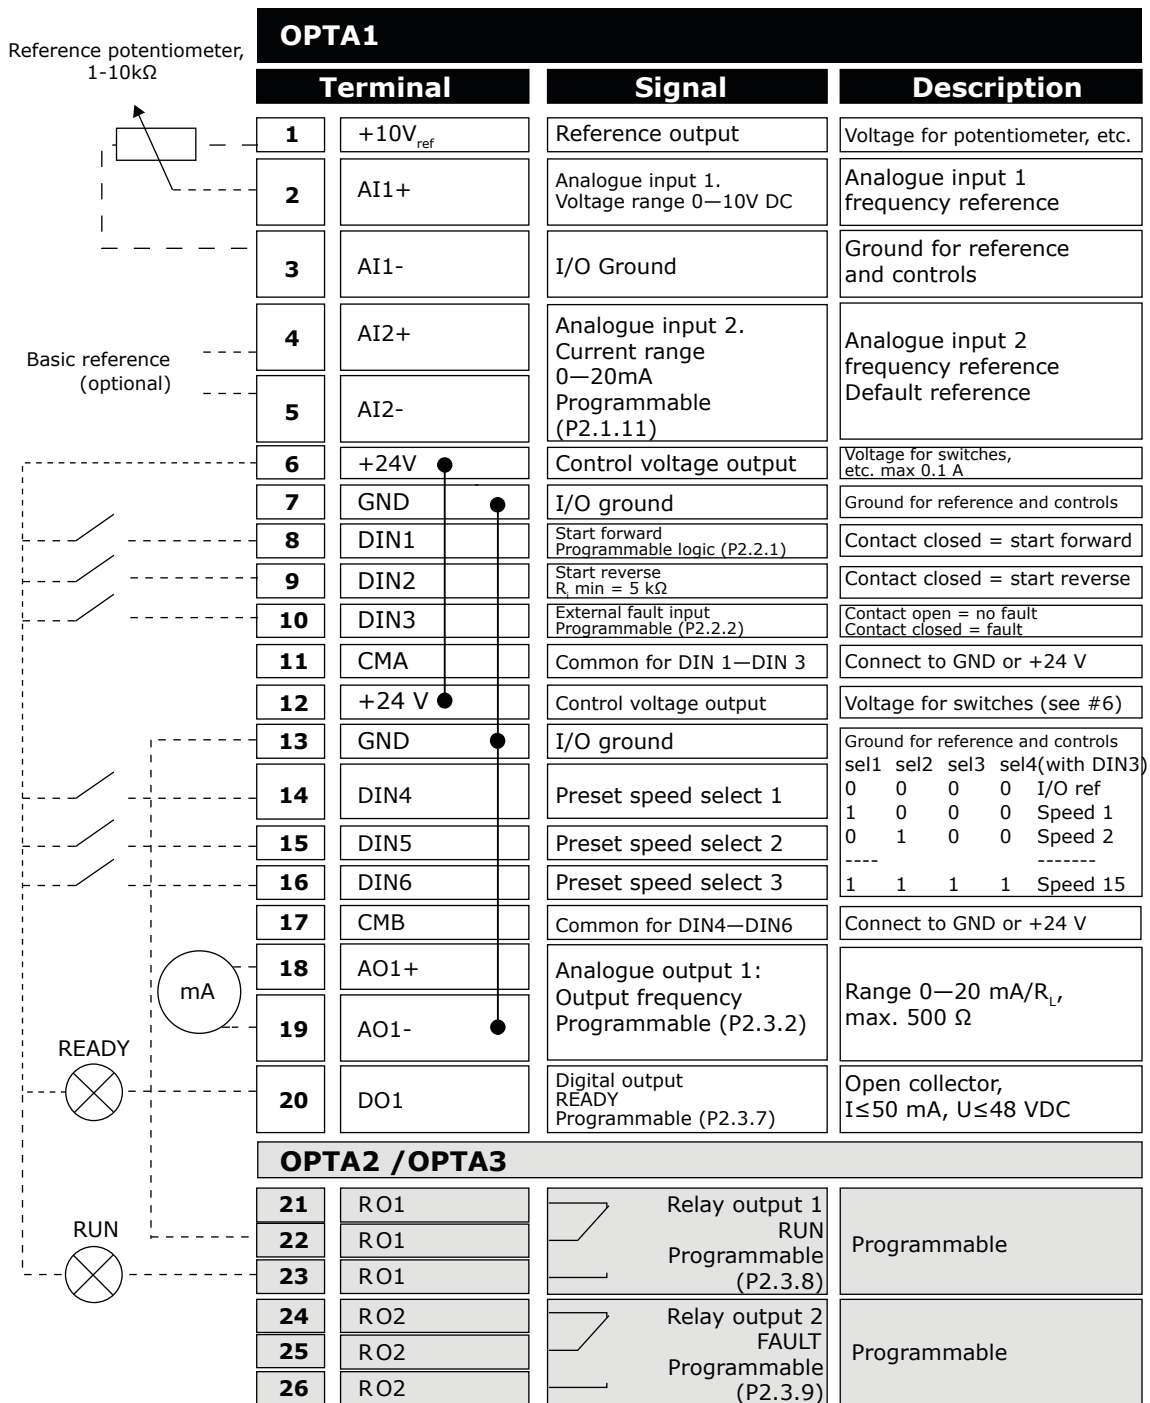 OPTA1
Reference potentiometer,
1-10kΩ
Terminal Signal Description
1 +10Vref Reference output Voltage for potentiometer, etc.
2 AI1+ Analogue input 1.
Voltage range 0—10V DC
Analogue input 1
frequency reference
3 AI1- I/O Ground Ground for reference
and controls
Basic reference
(optional)
4 AI2+
5 AI2-
Analogue input 2.
Current range
0—20mA
Programmable
(P2.1.11)
Analogue input 2
frequency reference
Default reference
6 +24V Control voltage output Voltage for switches,
etc. max 0.1 A
7 GND I/O ground Ground for reference and controls
8 DIN1 Start forward
Programmable logic (P2.2.1)
Contact closed = start forward
9 DIN2 Start reverse
Ri min = 5 kΩ
Contact closed = start reverse
10 DIN3 External fault input
Programmable (P2.2.2)
Contact open = no fault
Contact closed = fault
11 CMA Common for DIN 1—DIN 3 Connect to GND or +24 V
12 +24 V Control voltage output Voltage for switches (see #6)
13 GND I/O ground Ground for reference and controls
sel1 sel2 sel3 sel4(with DIN3)
0 0 0 0 I/O ref
1 0 0 0 Speed 1
0 1 0 0 Speed 2
---- -------
1 1 1 1 Speed 15
14 DIN4 Preset speed select 1
15 DIN5 Preset speed select 2
16 DIN6 Preset speed select 3
17 CMB Common for DIN4—DIN6 Connect to GND or +24 V
mA
18 AO1+
19 AO1-
Analogue output 1:
Output frequency
Programmable (P2.3.2)
Range 0—20 mA/RL,
max. 500 Ω
READY
20 DO1 Digital output
READY
Programmable (P2.3.7)
Open collector,
I≤50 mA, U≤48 VDC
OPTA2 /OPTA3
RUN
21 RO1
22 RO1
23 RO1
Relay output 1
RUN
Programmable
(P2.3.8)
Programmable
24 RO2
25 RO2
26 RO2
Relay output 2
FAULT
Programmable
(P2.3.9)
Programmable